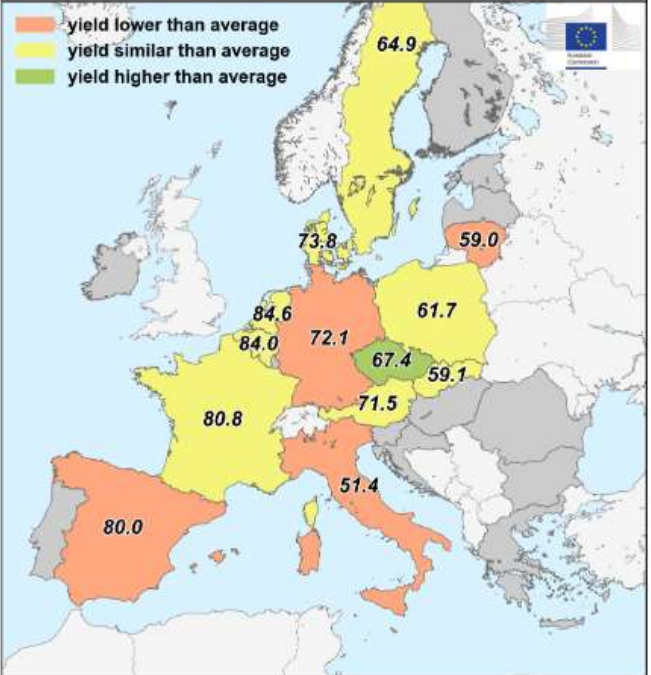 yield lower than average
yield similar than average
yield higher than average
European
Commission
64.9
73.8
59.0
84.6
84.0
72.1
61.7
67.4
59.1
71.5
80.8
51.4
80.0